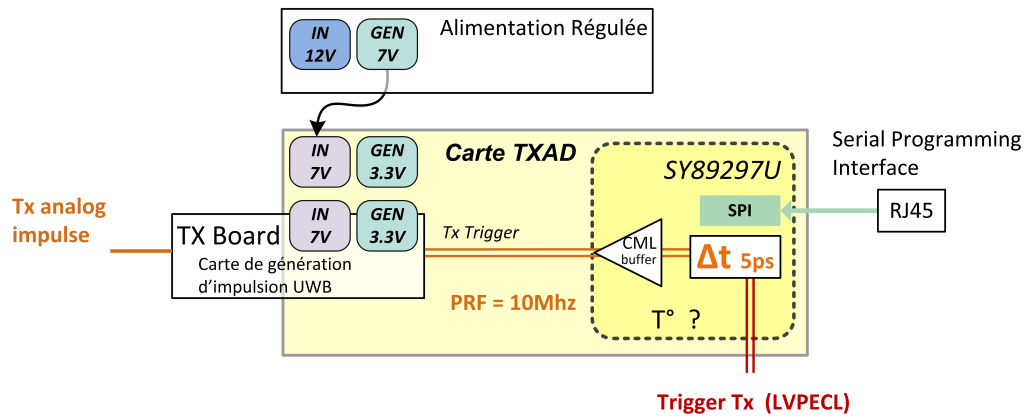 Alimentation Régulée
IN
12V
GEN
7V
IN
7V
GEN
3.3V
Carte TXAD
SY89297U
Serial Programming
Interface
SPI
RJ45
Tx analog
impulse
IN
7V
GEN
3.3V
TX Board
Carte de génération
d'impulsion UWB
Tx Trigger
CML
buffer
Δt 5ps
PRF = 10Mhz
T° ?
Trigger Tx (LVPECL)